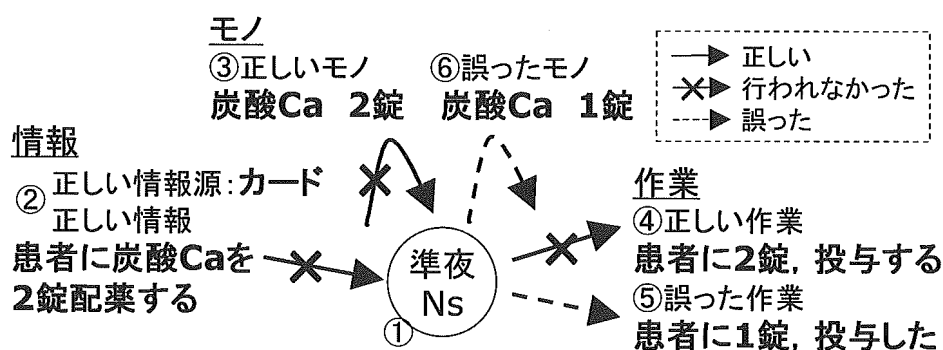 モノ
③正しいモノ
炭酸Ca 2錠
⑥誤ったモノ
炭酸Ca 1錠
正しい
行われなかった
誤った
情報
②正しい情報源:カード
正しい情報
患者に炭酸Caを
2錠配薬する
準夜
Ns
①
作業
④正しい作業
患者に2錠,投与する
⑤誤った作業
患者に1錠,投与した